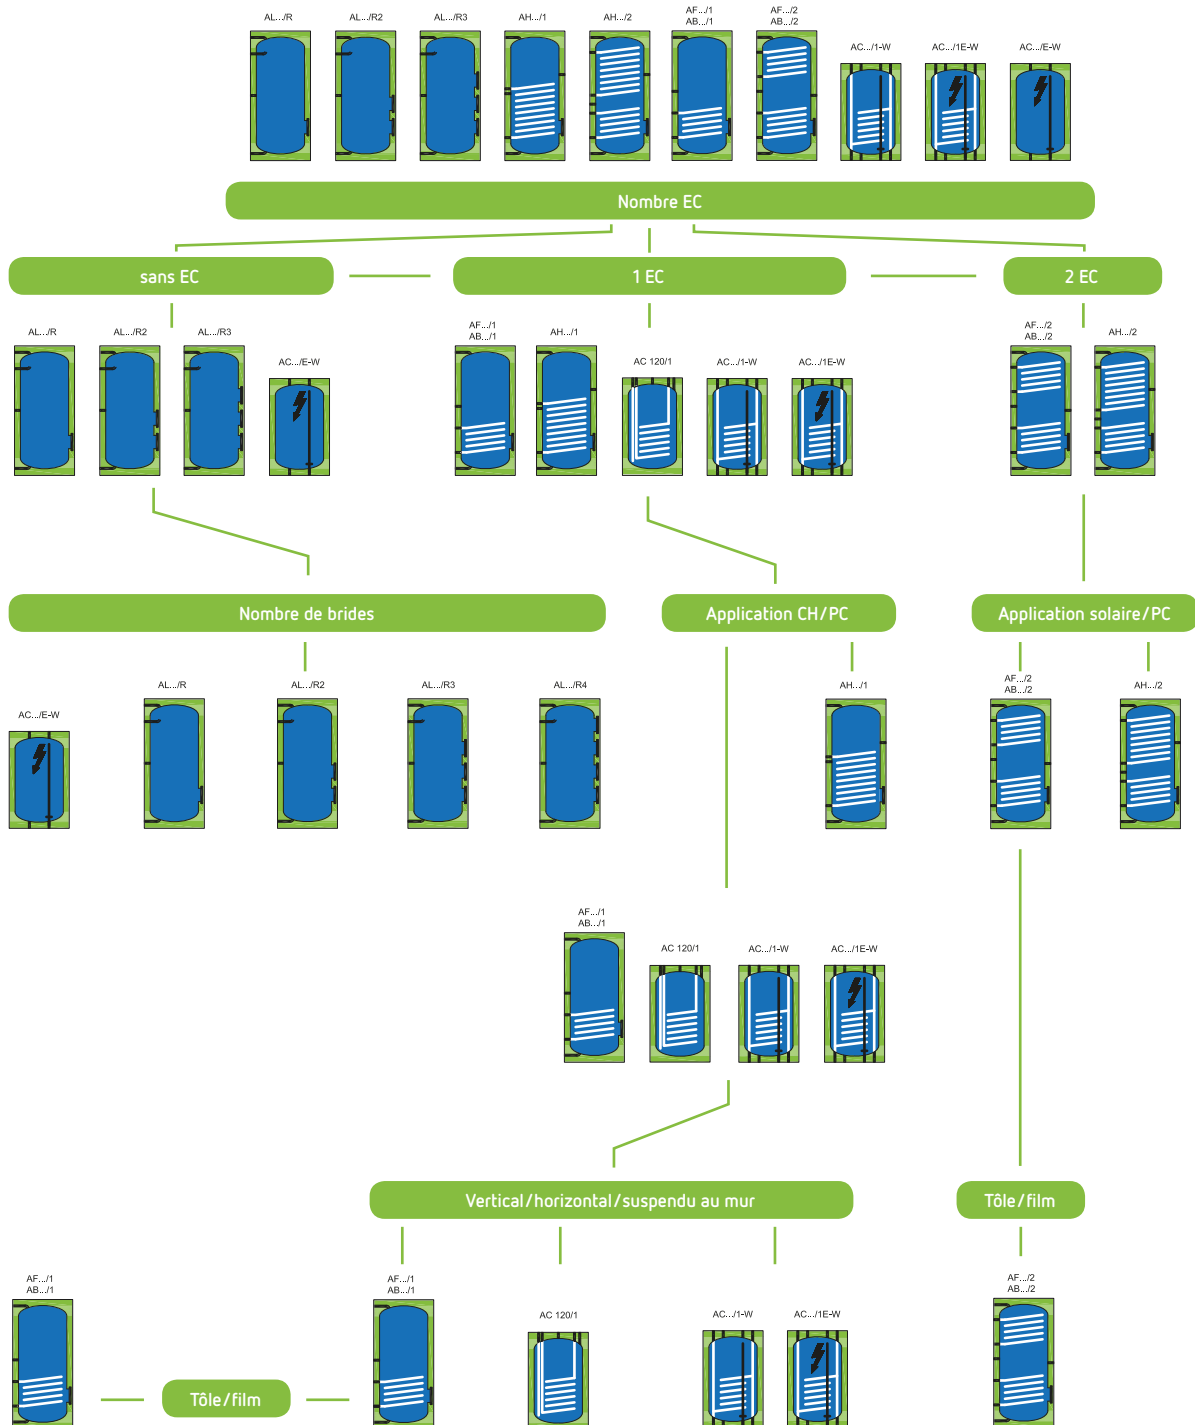 AL.../R
AL.../R2
AL.../R3
AH.../1
AH.../2
AF.../1
AB.../1
AF.../2
AB.../2
AC.../1-W
AC.../1E-W
AC.../E-W
Nombre EC
sans EC
1 EC
2 EC
AL.../R
AL.../R2
AL.../R3
AC.../E-W
AF.../1
AB.../1
AH.../1
AC 120/1
AC.../1-W
AC.../1E-W
AF.../2
AB.../2
AH.../2
Nombre de brides
Application CH/PC
Application solaire/PC
AC.../E-W
AL.../R
AL.../R2
AL.../R3
AL.../R4
AH.../1
AF.../2
AB.../2
AH.../2
AF.../1
AB.../1
AC 120/1
AC.../1-W
AC.../1E-W
Vertical/horizontal/suspendu au mur
Tôle/film
AF.../1
AB.../1
AF.../1
AB.../1
AC 120/1
AC.../1-W
AC.../1E-W
AF.../2
AB.../2
Tôle/film